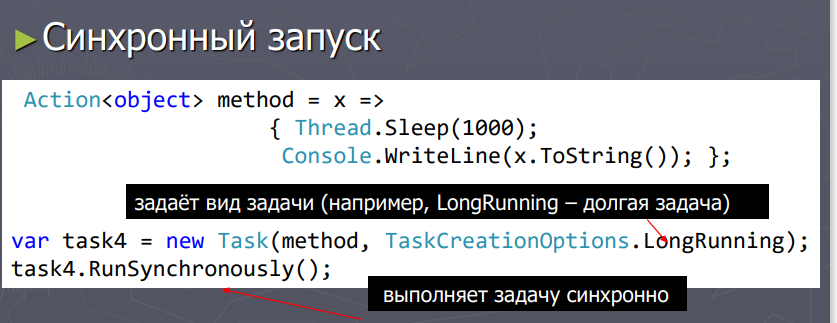 ►Синхронный запуск
Action<object> method = x =>
{ Thread.Sleep(1000);
Console.WriteLine(x.ToString()); };
задаёт вид задачи (например, LongRunning – долгая задача)
var task4 = new Task(method, TaskCreationOptions.LongRunning);
task4.RunSynchronously();
выполняет задачу синхронно